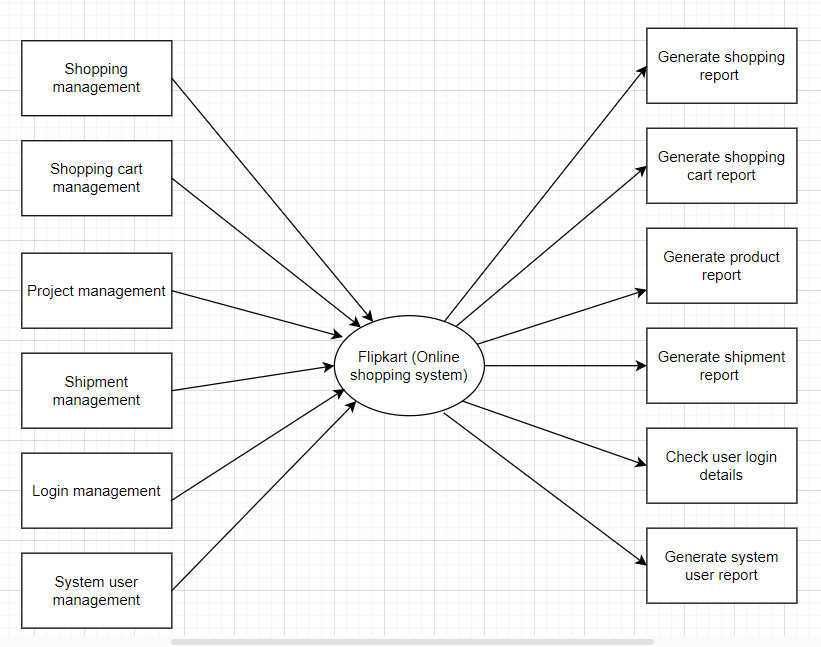 Shopping
management
Shopping cart
management
Project management
Shipment
management
Login management
System user
management
Flipkart (Online
shopping system)
Generate shopping
report
Generate shopping
cart report
Generate product
report
Generate shipment
report
Check user login
details
Generate system
user report